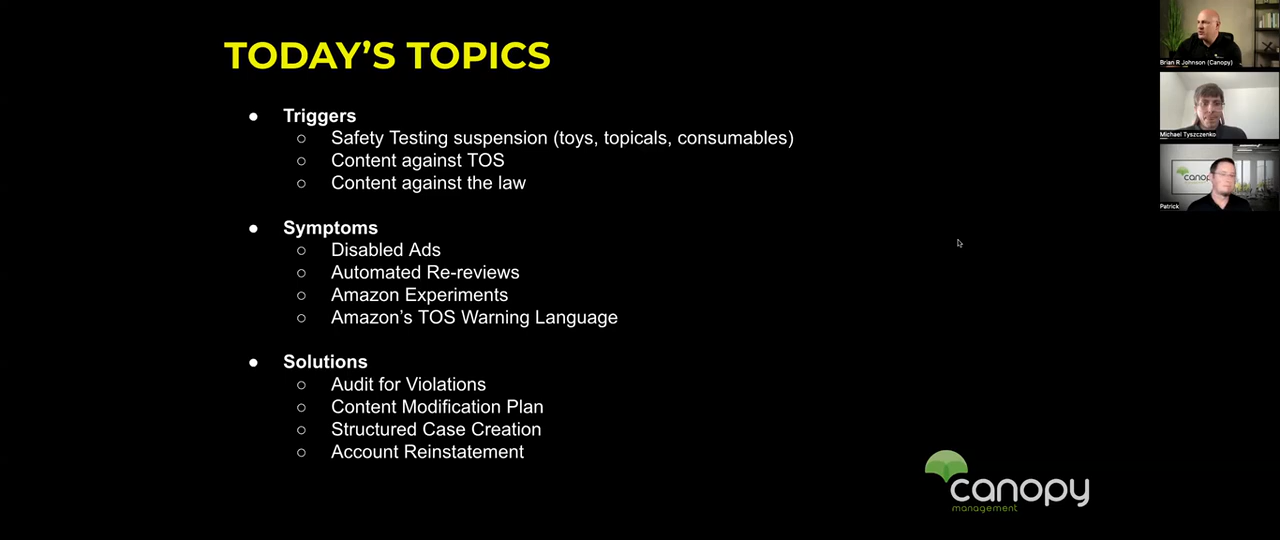 TODAY'S TOPICS
● Triggers
○ Safety Testing suspension (toys, topicals, consumables)
○ Content against TOS
○ Content against the law
● Symptoms
○ Disabled Ads
○ Automated Re-reviews
○ Amazon Experiments
○ Amazon's TOS Warning Language
● Solutions
○ Audit for Violations
○ Content Modification Plan
○ Structured Case Creation
○ Account Reinstatement
canopy
management
Brian R Johnson (Canopy)
Michael Tyszczenko
canopy
Patrick